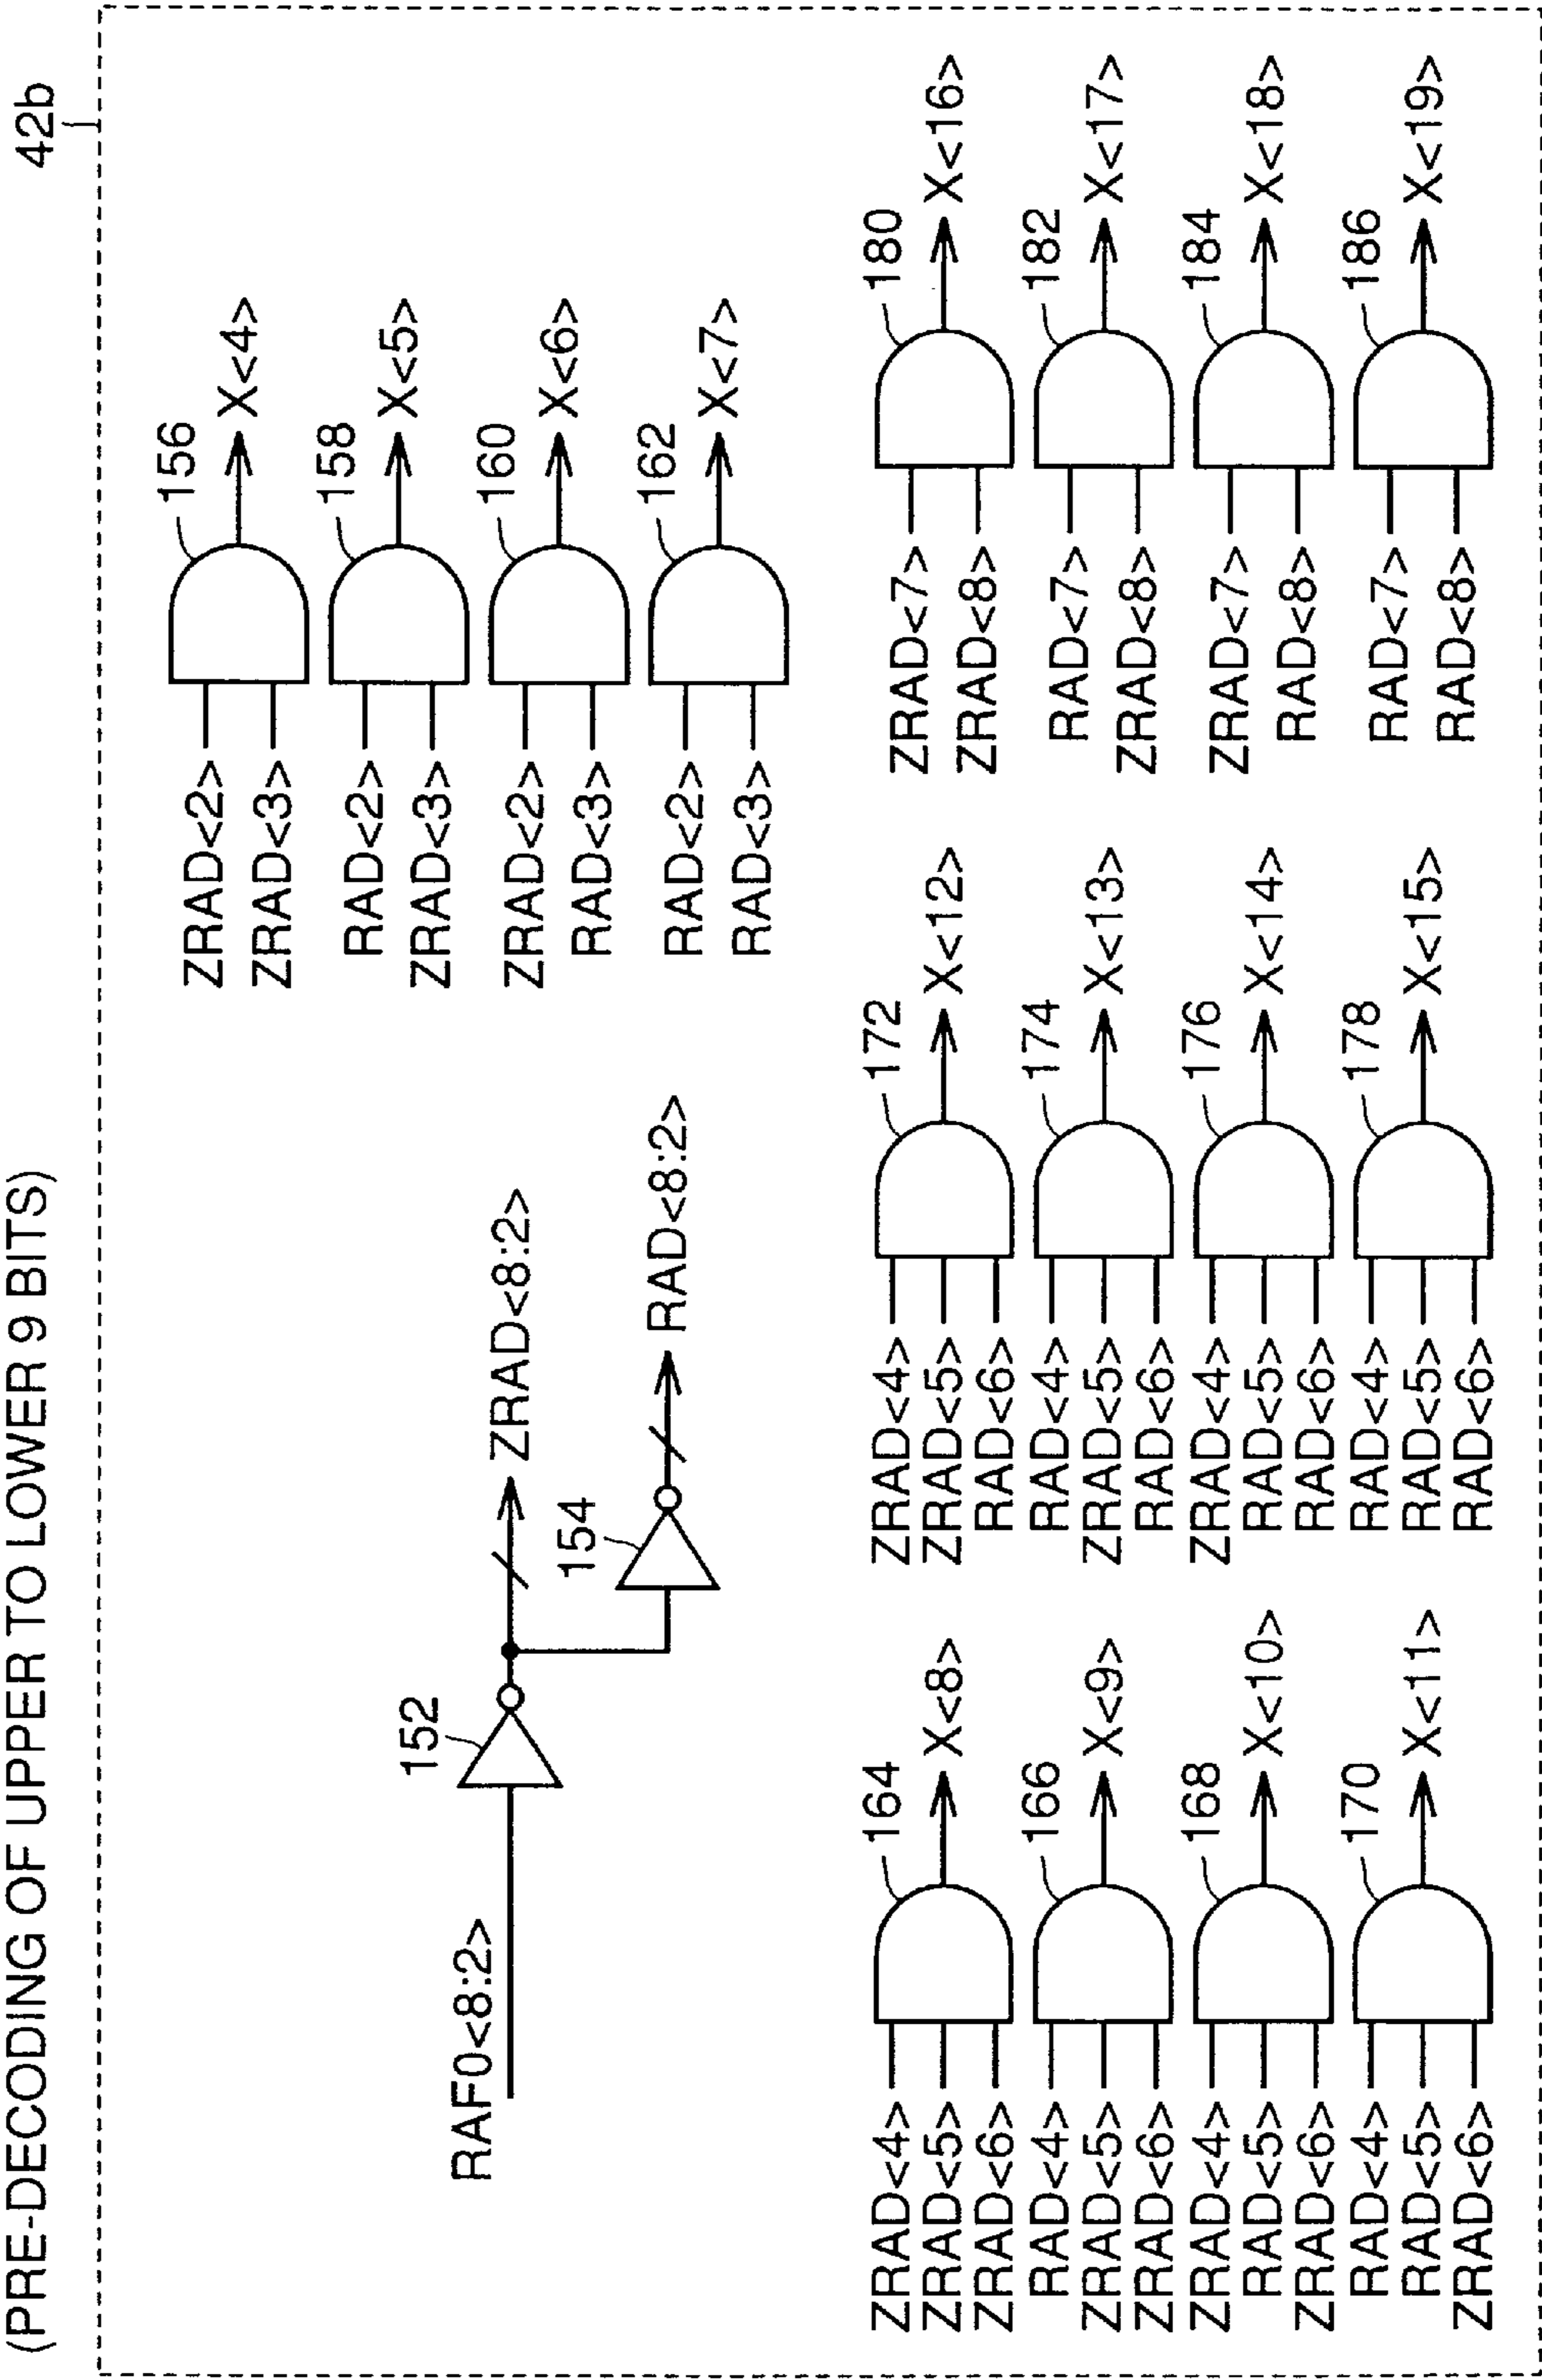 (PRE-DECODING OF UPPER TO LOWER 9 BITS)
42b
RAF0<8:2>
152
ZRAD<8:2>
154
RAD<8:2>
ZRAD<2>
ZRAD<3>
156
X<4>
RAD<2>
ZRAD<3>
158
X<5>
ZRAD<2>
RAD<3>
160
X<6>
RAD<2>
RAD<3>
162
X<7>
ZRAD<4>
ZRAD<5>
ZRAD<6>
164
X<8>
RAD<4>
ZRAD<5>
ZRAD<6>
166
X<9>
ZRAD<4>
RAD<5>
ZRAD<6>
168
X<10>
RAD<4>
RAD<5>
ZRAD<6>
170
X<11>
ZRAD<4>
ZRAD<5>
RAD<6>
172
X<12>
RAD<4>
ZRAD<5>
RAD<6>
174
X<13>
ZRAD<4>
RAD<5>
RAD<6>
176
X<14>
RAD<4>
RAD<5>
RAD<6>
178
X<15>
ZRAD<7>
ZRAD<8>
180
X<16>
RAD<7>
ZRAD<8>
182
X<17>
ZRAD<7>
RAD<8>
184
X<18>
RAD<7>
RAD<8>
186
X<19>